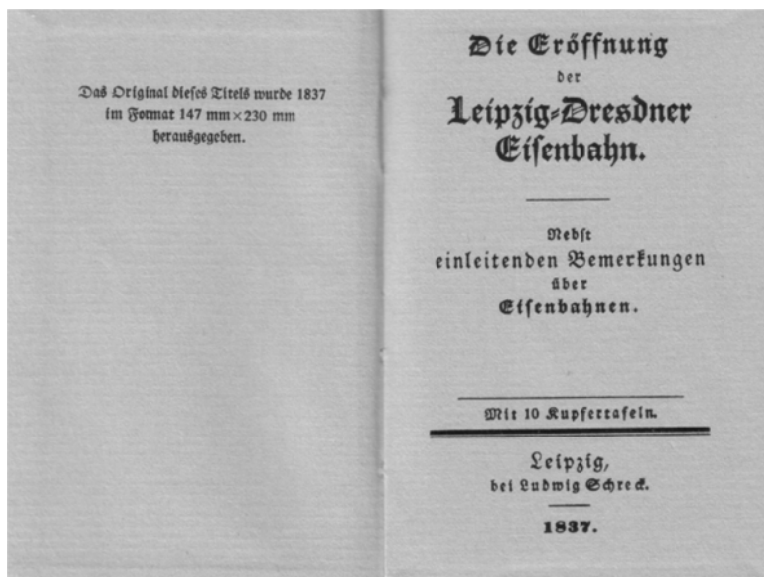 Das Original dieses Titels wurde 1837
im Format 147 mm × 230 mm
herausgegeben.
Die Eröffnung
der
Leipzig-Dresdner
Eisenbahn.
Nebst
einleitenden Bemerkungen
über
Eisenbahnen.
Mit 10 Kupfertafeln.
Leipzig,
bei Ludwig Schreck.
1837.